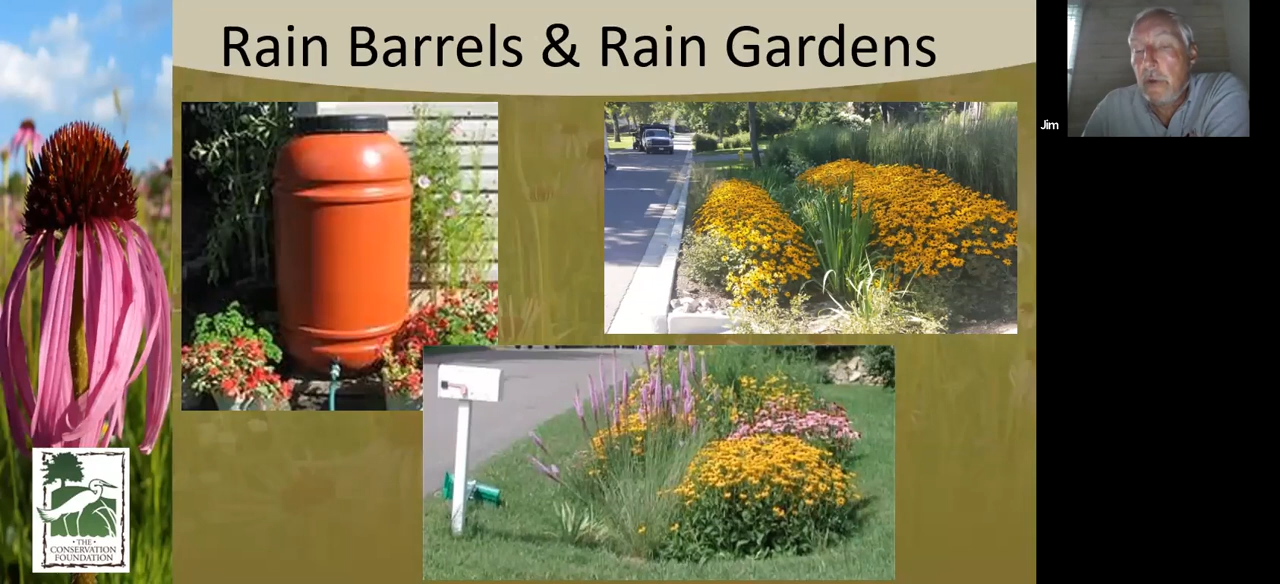 Rain Barrels & Rain Gardens
Jim
• THE •
CONSERVATION
FOUNDATION